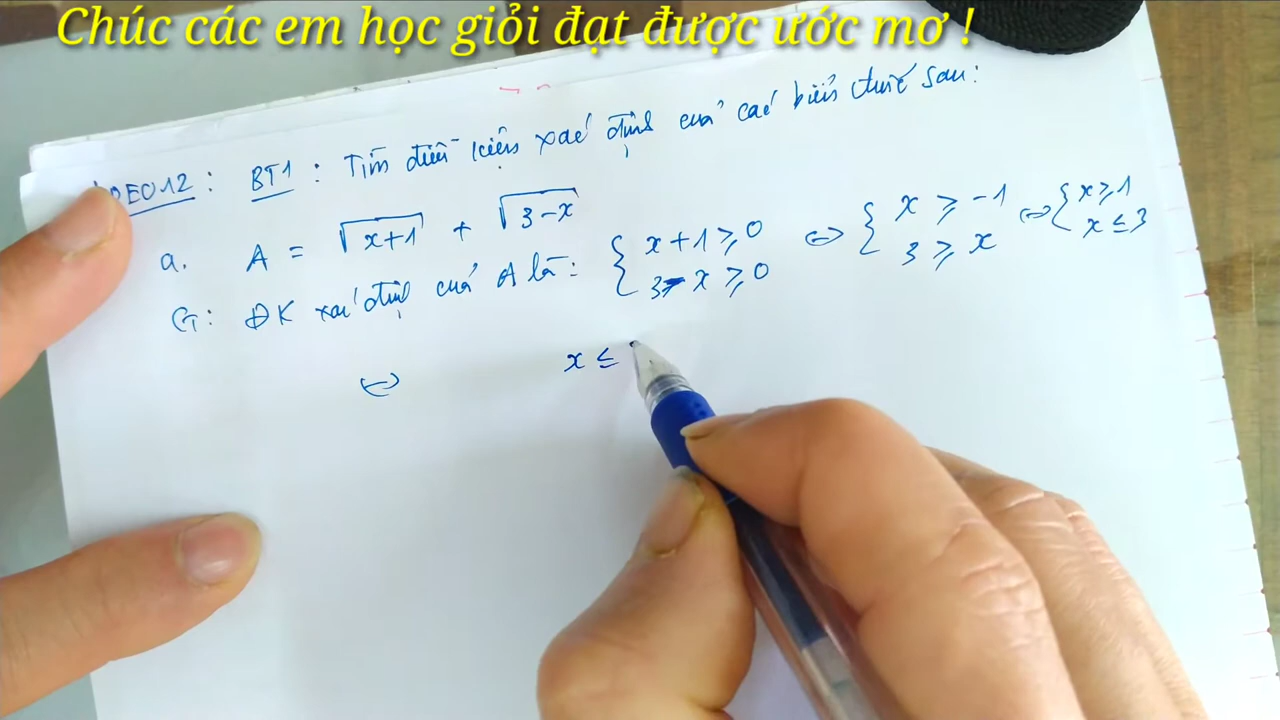 Chúc các em học giỏi đạt được ước mơ !
DEO12 : BT1 : Tìm điều kiện xác định của các biểu thức sau:
a. A = √x+1 + √3-x
G: ĐK xác định của A là: { x+1 ≥ 0 3-x ≥ 0 ⇔ { x ≥ -1 3 ≥ x ⇔ { x ≥ 1 x ≤ 3
⇔ x ≤